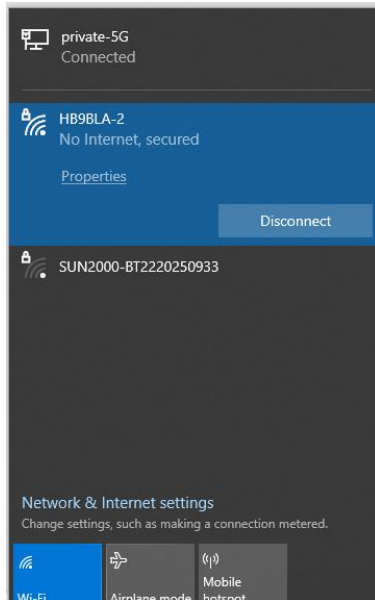 private-5G
Connected
HB9BLA-2
No Internet, secured
Properties
Disconnect
SUN2000-BT2220250933
Network & Internet settings
Change settings, such as making a connection metered.
Mobile
Wi-Fi Airplane mode hotspot